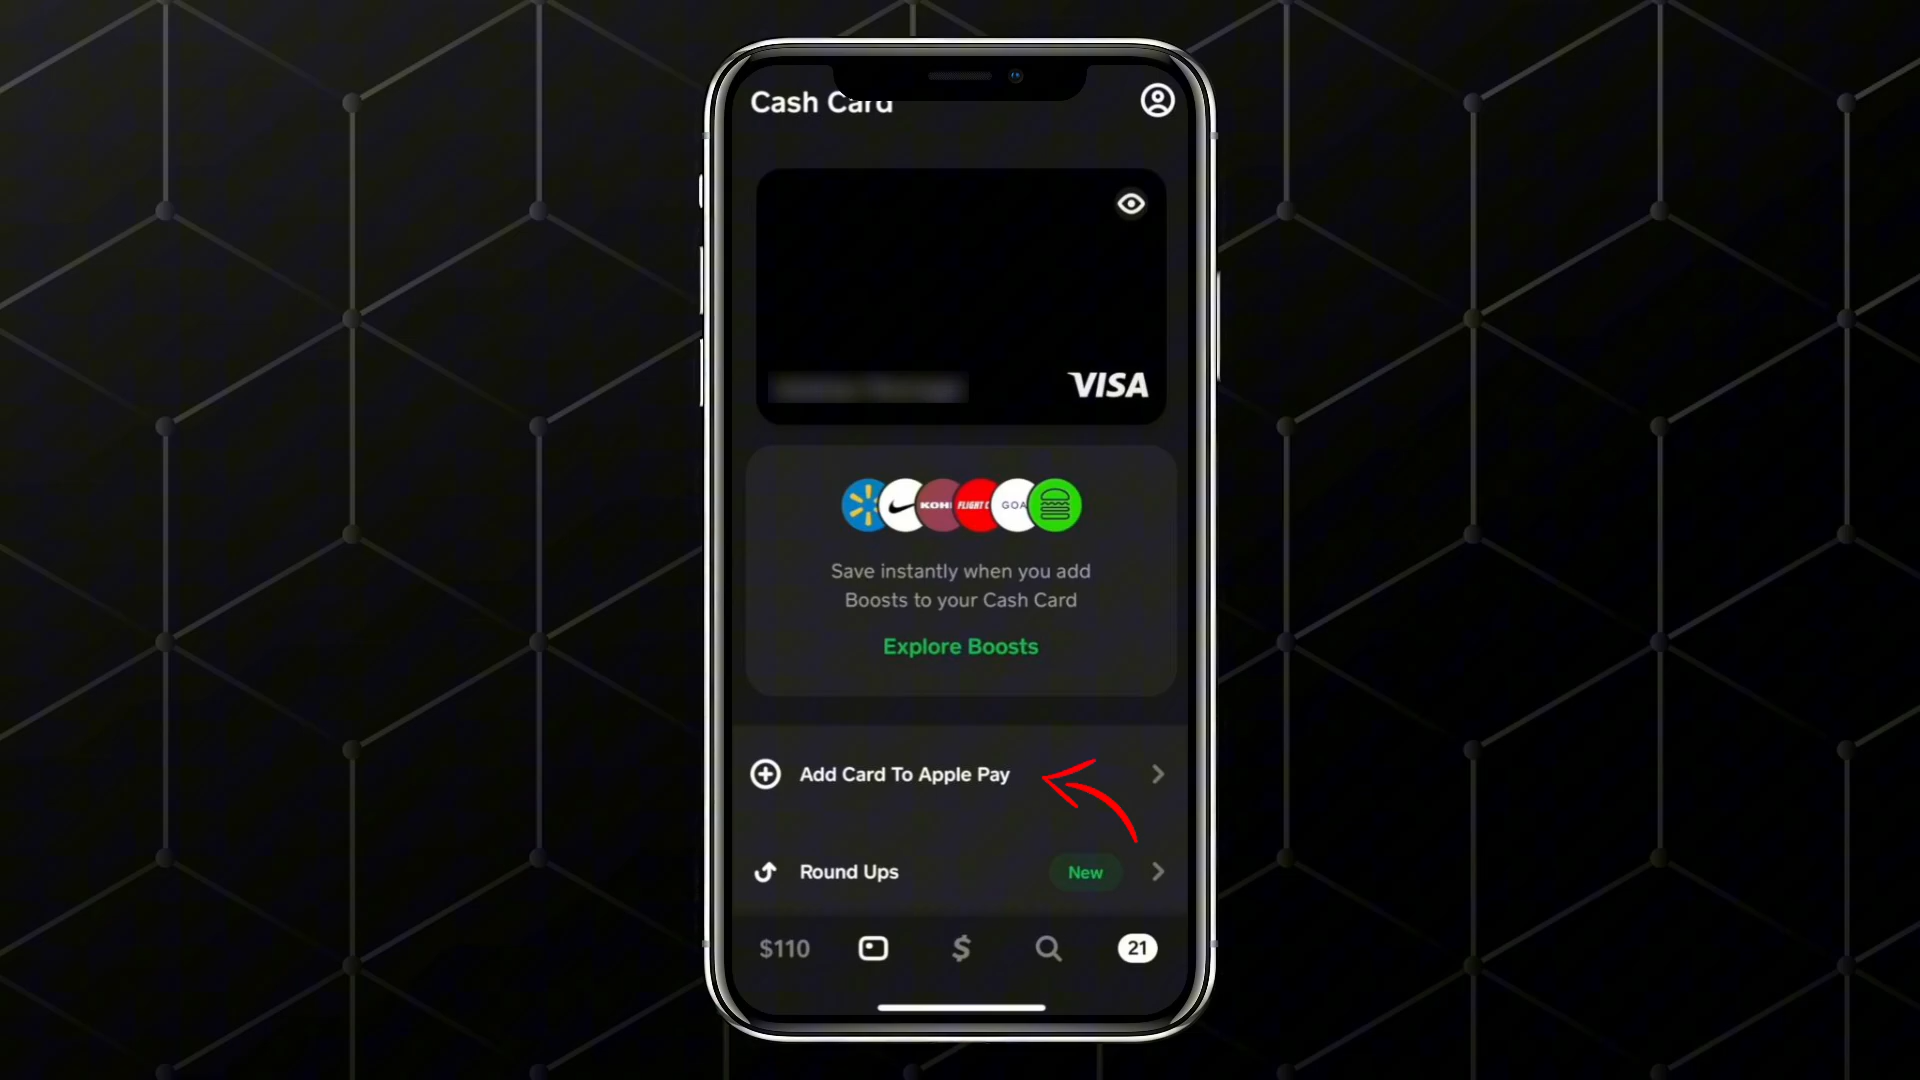 Cash Card
VISA
KOH
FLIGHT C
GOA
Save instantly when you add
Boosts to your Cash Card
Explore Boosts
Add Card To Apple Pay
Round Ups
New
$110
$
21